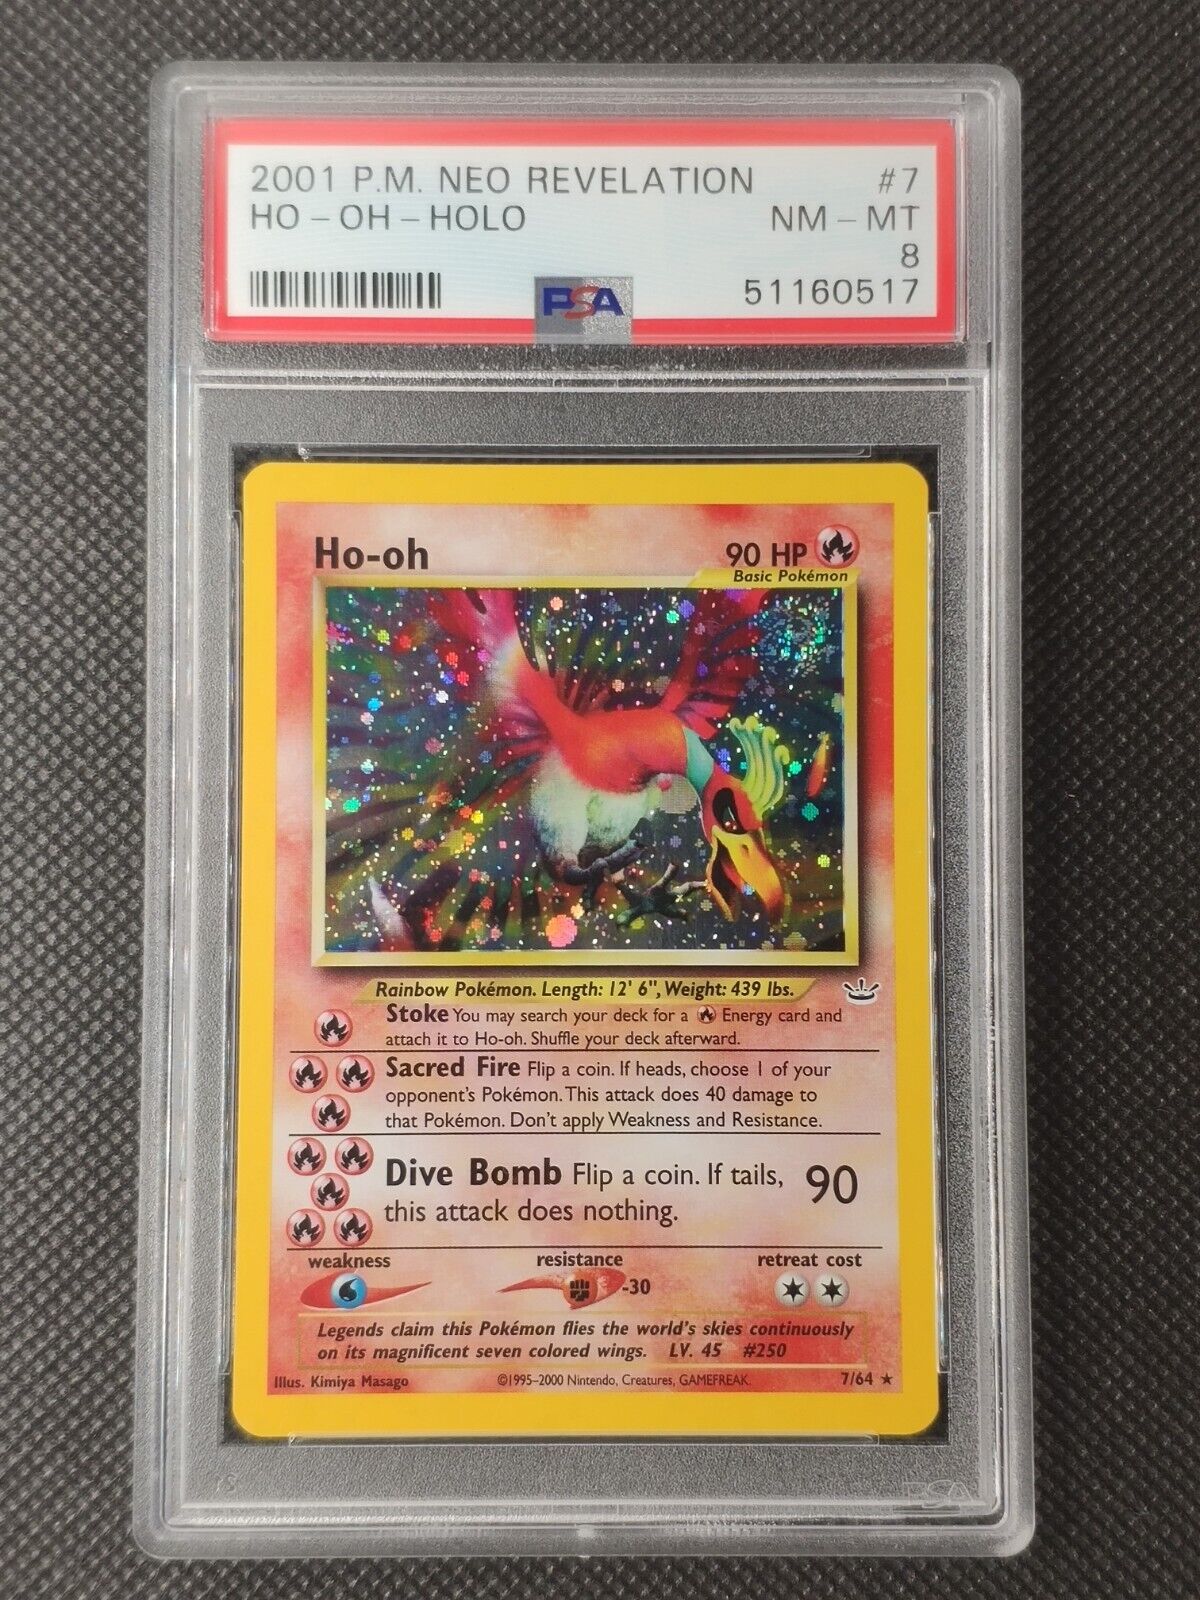 2001 P.M. NEO REVELATION #7
HO - OH - HOLO NM - MT
8
PSA 51160517
Ho-oh 90 HP
Basic Pokémon
Rainbow Pokémon. Length: 12' 6", Weight: 439 lbs.
Stoke You may search your deck for a Energy card and
attach it to Ho-oh. Shuffle your deck afterward.
Sacred Fire Flip a coin. If heads, choose 1 of your
opponent's Pokémon. This attack does 40 damage to
that Pokémon. Don't apply Weakness and Resistance.
Dive Bomb Flip a coin. If tails, 90
this attack does nothing.
weakness resistance retreat cost
-30
Legends claim this Pokémon flies the world's skies continuously
on its magnificent seven colored wings. LV. 45 #250
Illus. Kimiya Masago ©1995-2000 Nintendo, Creatures, GAMEFREAK. 7/64 ★
PSA